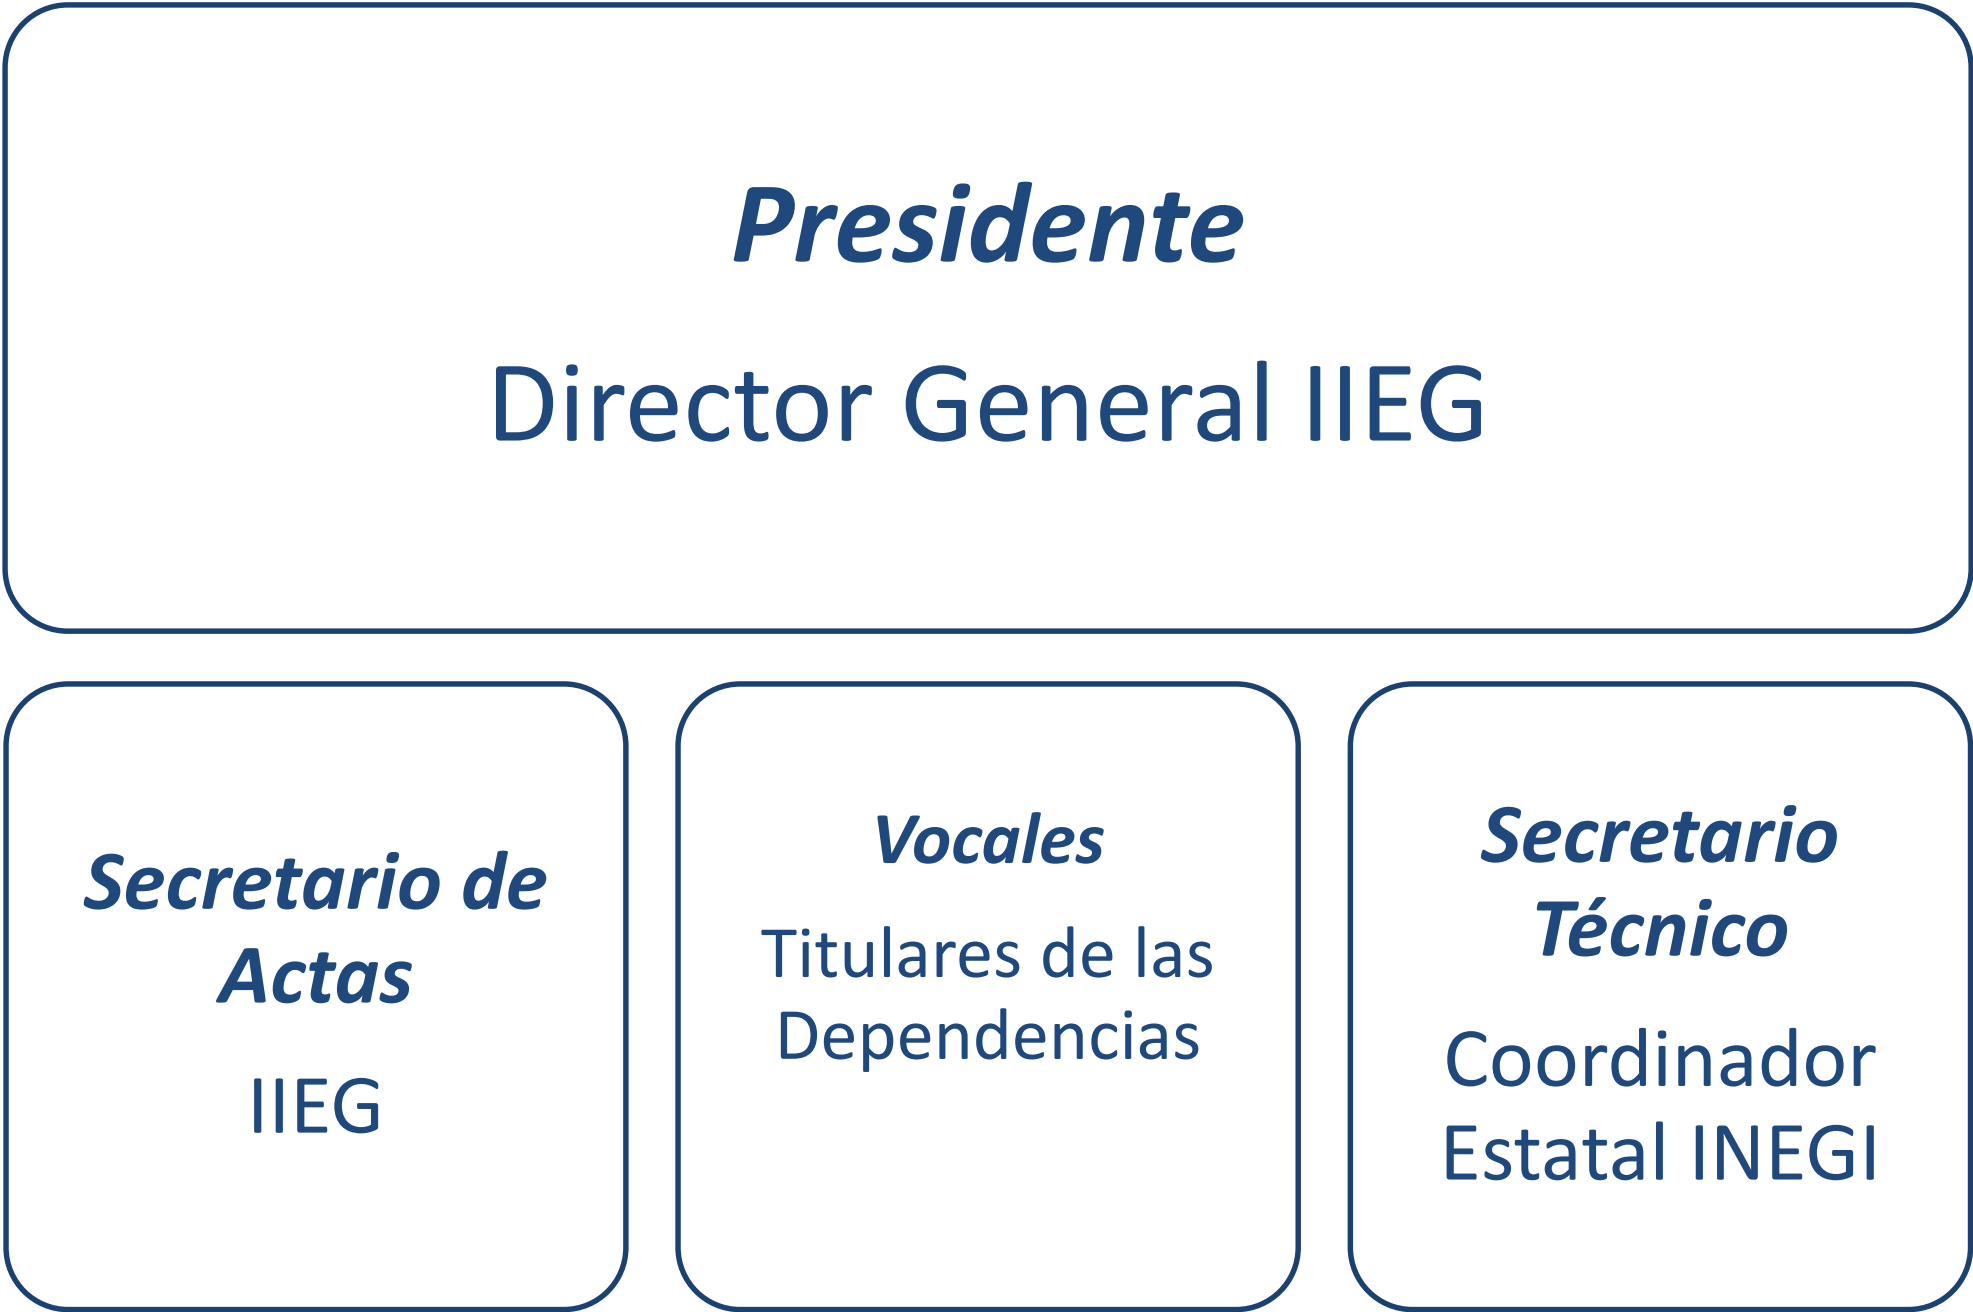 Presidente
Director General IIEG
Secretario de
Actas
IIEG
Vocales
Titulares de las
Dependencias
Secretario
Técnico
Coordinador
Estatal INEGI